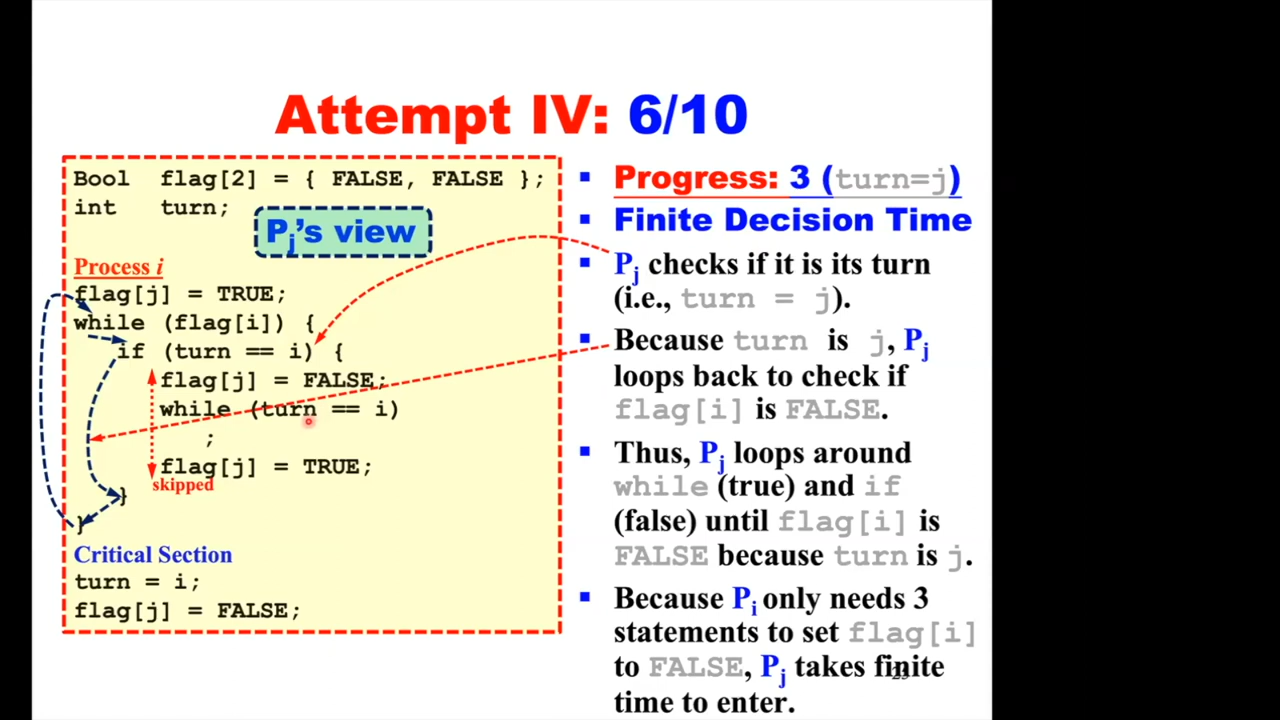 Attempt IV: 6/10
Bool flag[2] = { FALSE, FALSE };
int turn;
Pj's view
Process i
flag[j] = TRUE;
while (flag[i]) {
if (turn == i) {
flag[j] = FALSE;
while (turn == i)
;
flag[j] = TRUE;
skipped
}
}
Critical Section
turn = i;
flag[j] = FALSE;
▪ Progress: 3 (turn=j)
▪ Finite Decision Time
▪ Pj checks if it is its turn
(i.e., turn = j).
▪ Because turn is j, Pj
loops back to check if
flag[i] is FALSE.
▪ Thus, Pj loops around
while (true) and if
(false) until flag[i] is
FALSE because turn is j.
▪ Because Pi only needs 3
statements to set flag[i]
to FALSE, Pj takes finite
time to enter.